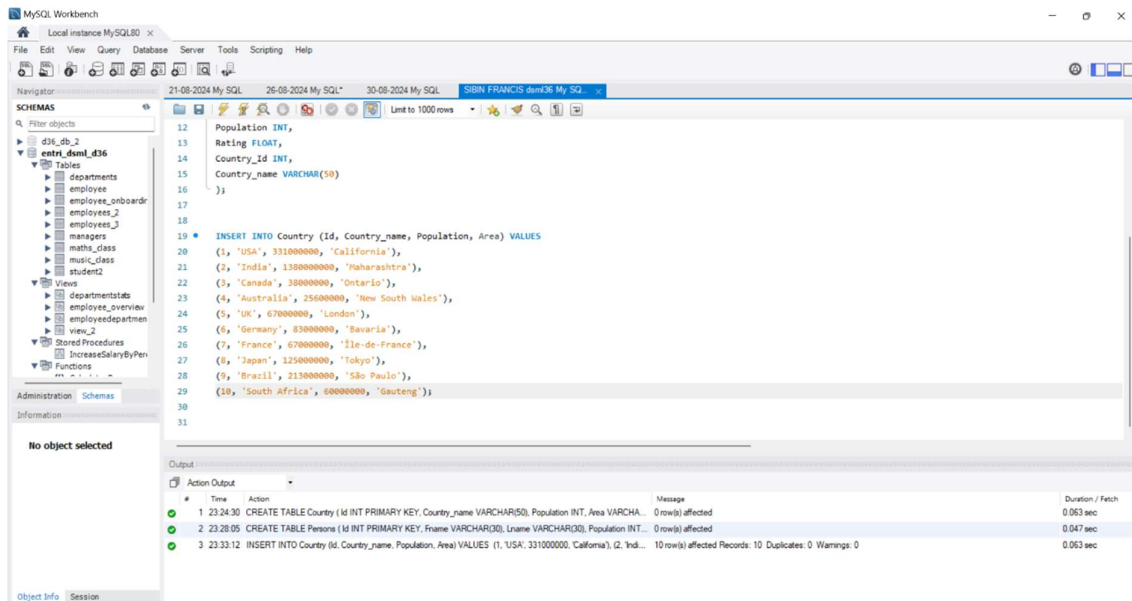 MySQL Workbench
Local instance MySQL80
File Edit View Query Database Server Tools Scripting Help
Navigator
SCHEMAS
Filter objects
d36_db_2
entri_dsml_d36
Tables
departments
employee
employee_onboardir
employees_2
employees_3
managers
maths_class
music_class
student2
Views
departmentstats
employee_overview
employeedepartmen
view_2
Stored Procedures
IncreaseSalaryByPer
Functions
Administration Schemas
Information
No object selected
Object Info Session
21-08-2024 My SQL 26-08-2024 My SQL* 30-08-2024 My SQL SIBIN FRANCIS dsml36 My SQ...
Limit to 1000 rows
12 Population INT,
13 Rating FLOAT,
14 Country_Id INT,
15 Country_name VARCHAR(50)
16 );
17
18
19 INSERT INTO Country (Id, Country_name, Population, Area) VALUES
20 (1, 'USA', 331000000, 'California'),
21 (2, 'India', 1380000000, 'Maharashtra'),
22 (3, 'Canada', 38000000, 'Ontario'),
23 (4, 'Australia', 25600000, 'New South Wales'),
24 (5, 'UK', 67000000, 'London'),
25 (6, 'Germany', 83000000, 'Bavaria'),
26 (7, 'France', 67000000, 'Île-de-France'),
27 (8, 'Japan', 125000000, 'Tokyo'),
28 (9, 'Brazil', 213000000, 'São Paulo'),
29 (10, 'South Africa', 60000000, 'Gauteng');
30
31
Output
Action Output
# Time Action Message Duration / Fetch
1 23:24:30 CREATE TABLE Country ( Id INT PRIMARY KEY, Country_name VARCHAR(50), Population INT, Area VARCHA... 0 row(s) affected 0.063 sec
2 23:28:05 CREATE TABLE Persons ( Id INT PRIMARY KEY, Fname VARCHAR(30), Lname VARCHAR(30), Population INT... 0 row(s) affected 0.047 sec
3 23:33:12 INSERT INTO Country (Id, Country_name, Population, Area) VALUES (1, 'USA', 331000000, 'California'), (2, 'Indi... 10 row(s) affected Records: 10 Duplicates: 0 Warnings: 0 0.063 sec